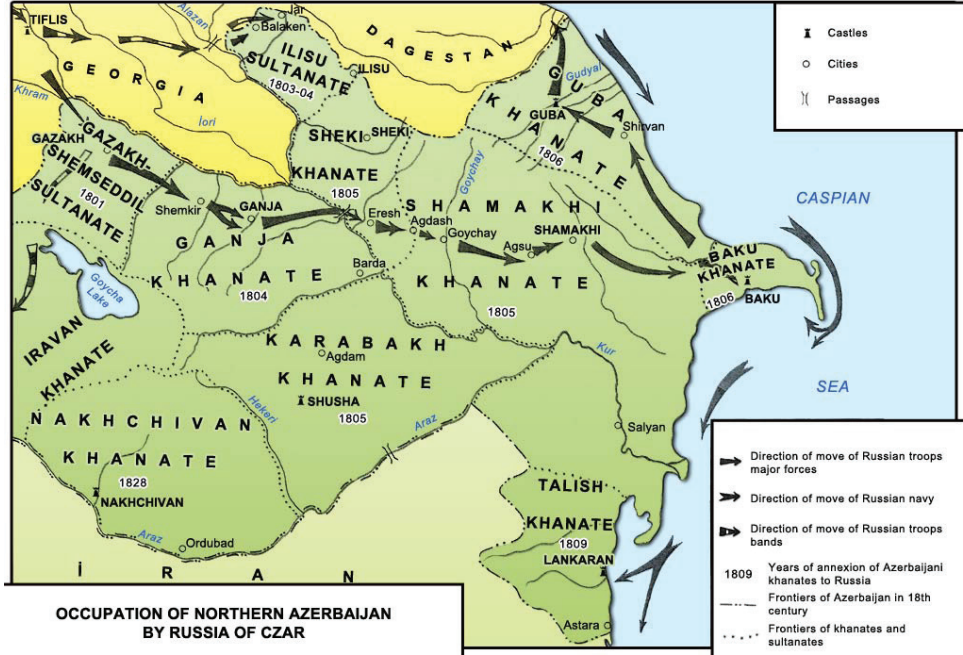 TIFLIS
Alazan
Jar
Balaken
ILISU
SULTANATE
1803-04
ILISU
DAGESTAN
GEORGIA
Khram
Iori
GUBA
KHANATE
1806
Gudyal
GUBA
Shirvan
GAZAKH
GAZAKH-
SHEMSEDDIL
1801
SULTANATE
SHEKI
SHEKI
KHANATE
1805
Goychay
Shemkir
GANJA
GANJA
KHANATE
1804
Eresh
Agdash
Goychay
Agsu
SHAMAKHI
SHAMAKHI
KHANATE
1805
Barda
BAKU
KHANATE
1806
BAKU
CASPIAN
SEA
Goycha
Lake
IRAVAN
KHANATE
KARABAKH
Agdam
KHANATE
SHUSHA
1805
Hekeri
Araz
Kur
Salyan
NAKHCHIVAN
KHANATE
1828
NAKHCHIVAN
Araz
Ordubad
TALISH
KHANATE
1809
LANKARAN
Astara
İRAN
Castles
Cities
Passages
Direction of move of Russian troops
major forces
Direction of move of Russian navy
Direction of move of Russian troops
bands
1809 Years of annexion of Azerbaijani
khanates to Russia
Frontiers of Azerbaijan in 18th
century
Frontiers of khanates and
sultanates
OCCUPATION OF NORTHERN AZERBAIJAN
BY RUSSIA OF CZAR